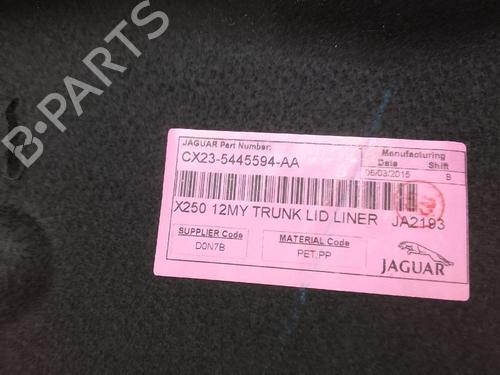 B-PARTS
JAGUAR Part Number:
CX23-5445594-AA
Manufacturing
Date Shift
06/03/2015 B
X250 12MY TRUNK LID LINER JA2193
SUPPLIER Code
D0N7B
MATERIAL Code
PET,PP
JAGUAR